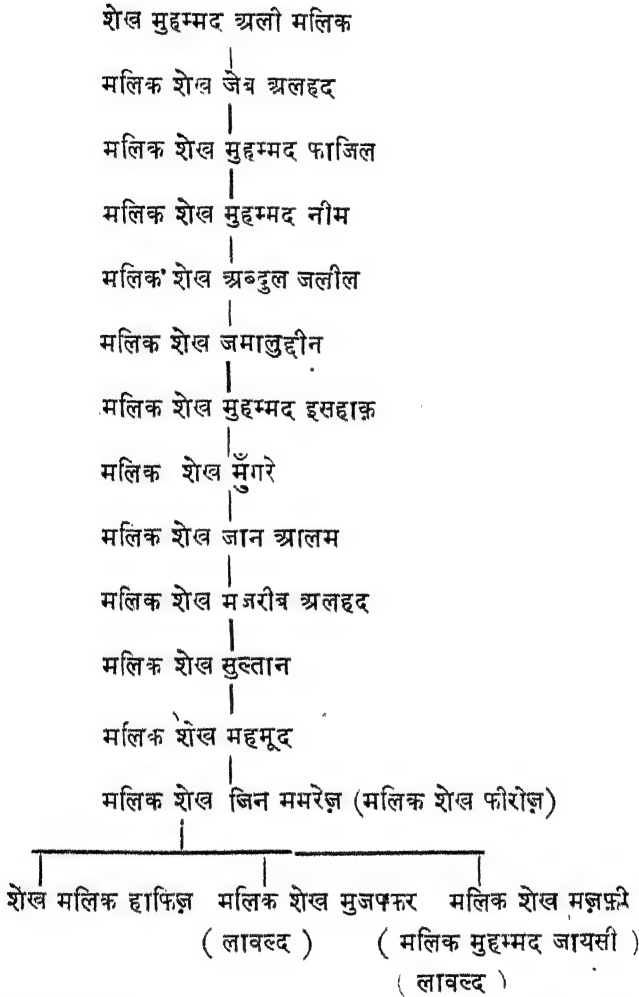 शेख मुहम्मद अली मलिक
मलिक शेख जेब अलहद
मलिक शेख मुहम्मद फाजिल
मलिक शेख मुहम्मद नीम
मलिक शेख अब्दुल जलील
मलिक शेख जमालुद्दीन
मलिक शेख मुहम्मद इसहाक़
मलिक शेख मुँगरे
मलिक शेख जान आलम
मलिक शेख मजरीब अलहद
मलिक शेख सुल्तान
मलिक शेख महमूद
मलिक शेख जिन ममरेज़ (मलिक शेख फीरोज़)
शेख मलिक हाफिज़ मलिक शेख मुजफ्फर मलिक शेख मज़फ़ी
( लावल्द ) ( मलिक मुहम्मद जायसी )
( लावल्द )